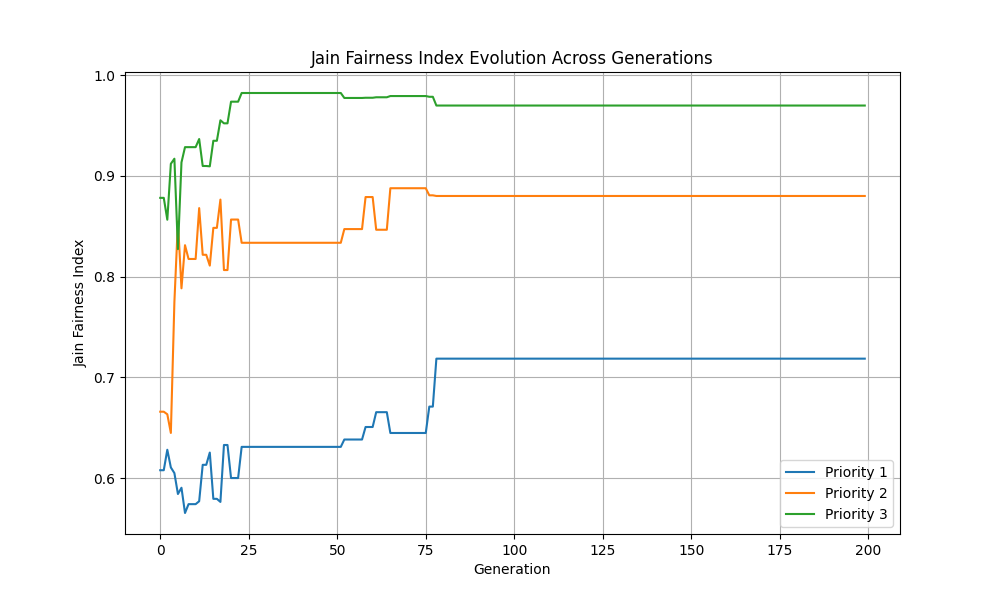 Jain Fairness Index Evolution Across Generations
1.0
0.9
0.8
0.7
0.6
Jain Fairness Index
0 25 50 75 100 125 150 175 200
Generation
Priority 1
Priority 2
Priority 3